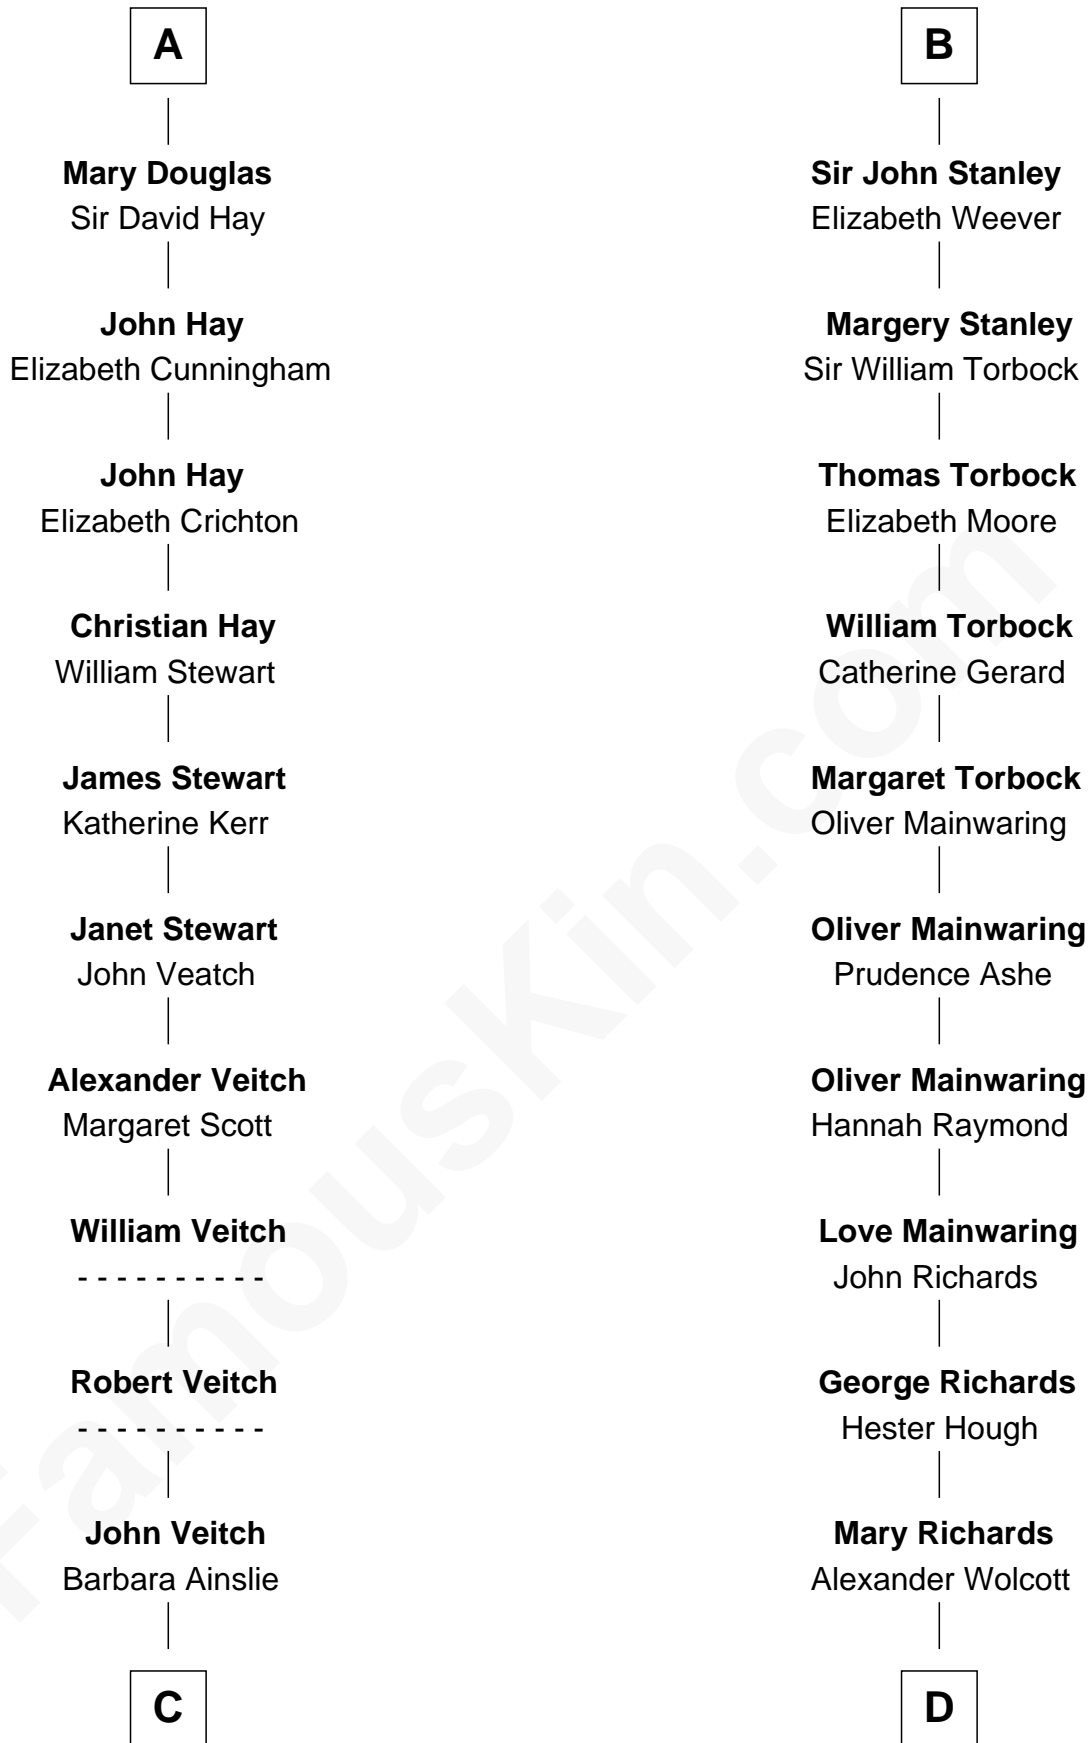 A
Mary Douglas
Sir David Hay
John Hay
Elizabeth Cunningham
John Hay
Elizabeth Crichton
Christian Hay
William Stewart
James Stewart
Katherine Kerr
Janet Stewart
John Veatch
Alexander Veitch
Margaret Scott
William Veitch
- - - - - - - - - -
Robert Veitch
- - - - - - - - - -
John Veitch
Barbara Ainslie
C
B
Sir John Stanley
Elizabeth Weever
Margery Stanley
Sir William Torbock
Thomas Torbock
Elizabeth Moore
William Torbock
Catherine Gerard
Margaret Torbock
Oliver Mainwaring
Oliver Mainwaring
Prudence Ashe
Oliver Mainwaring
Hannah Raymond
Love Mainwaring
John Richards
George Richards
Hester Hough
Mary Richards
Alexander Wolcott
D
FamousKin.com